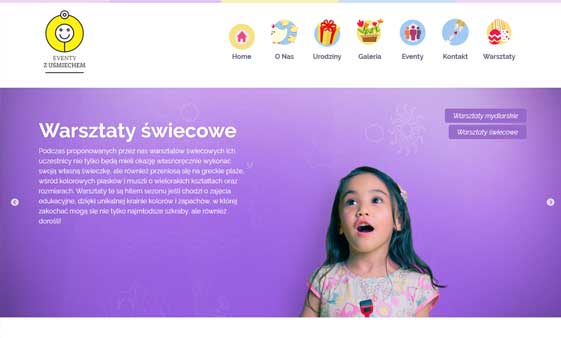 EVENTY
Z UŚMIECHEM
Home
O Nas
Urodziny
Galeria
Eventy
Kontakt
Warsztaty
Warsztaty świecowe
Podczas proponowanych przez nas warsztatów świecowych ich
uczestnicy nie tylko będą mieli okazję własnoręcznie wykonać
swoją własną świeczkę, ale również przeniosą się na greckie plaże,
wśród kolorowych piasków i muszli o wielorakich kształtach oraz
rozmiarach. Warsztaty te są hitem sezonu jeśli chodzi o zajęcia
edukacyjne, dzięki unikalnej krainie kolorów i zapachów, w której
zakochać mogą się nie tylko najmłodsze szkraby, ale również
dorośli!
Warsztaty mydlarskie
Warsztaty świecowe